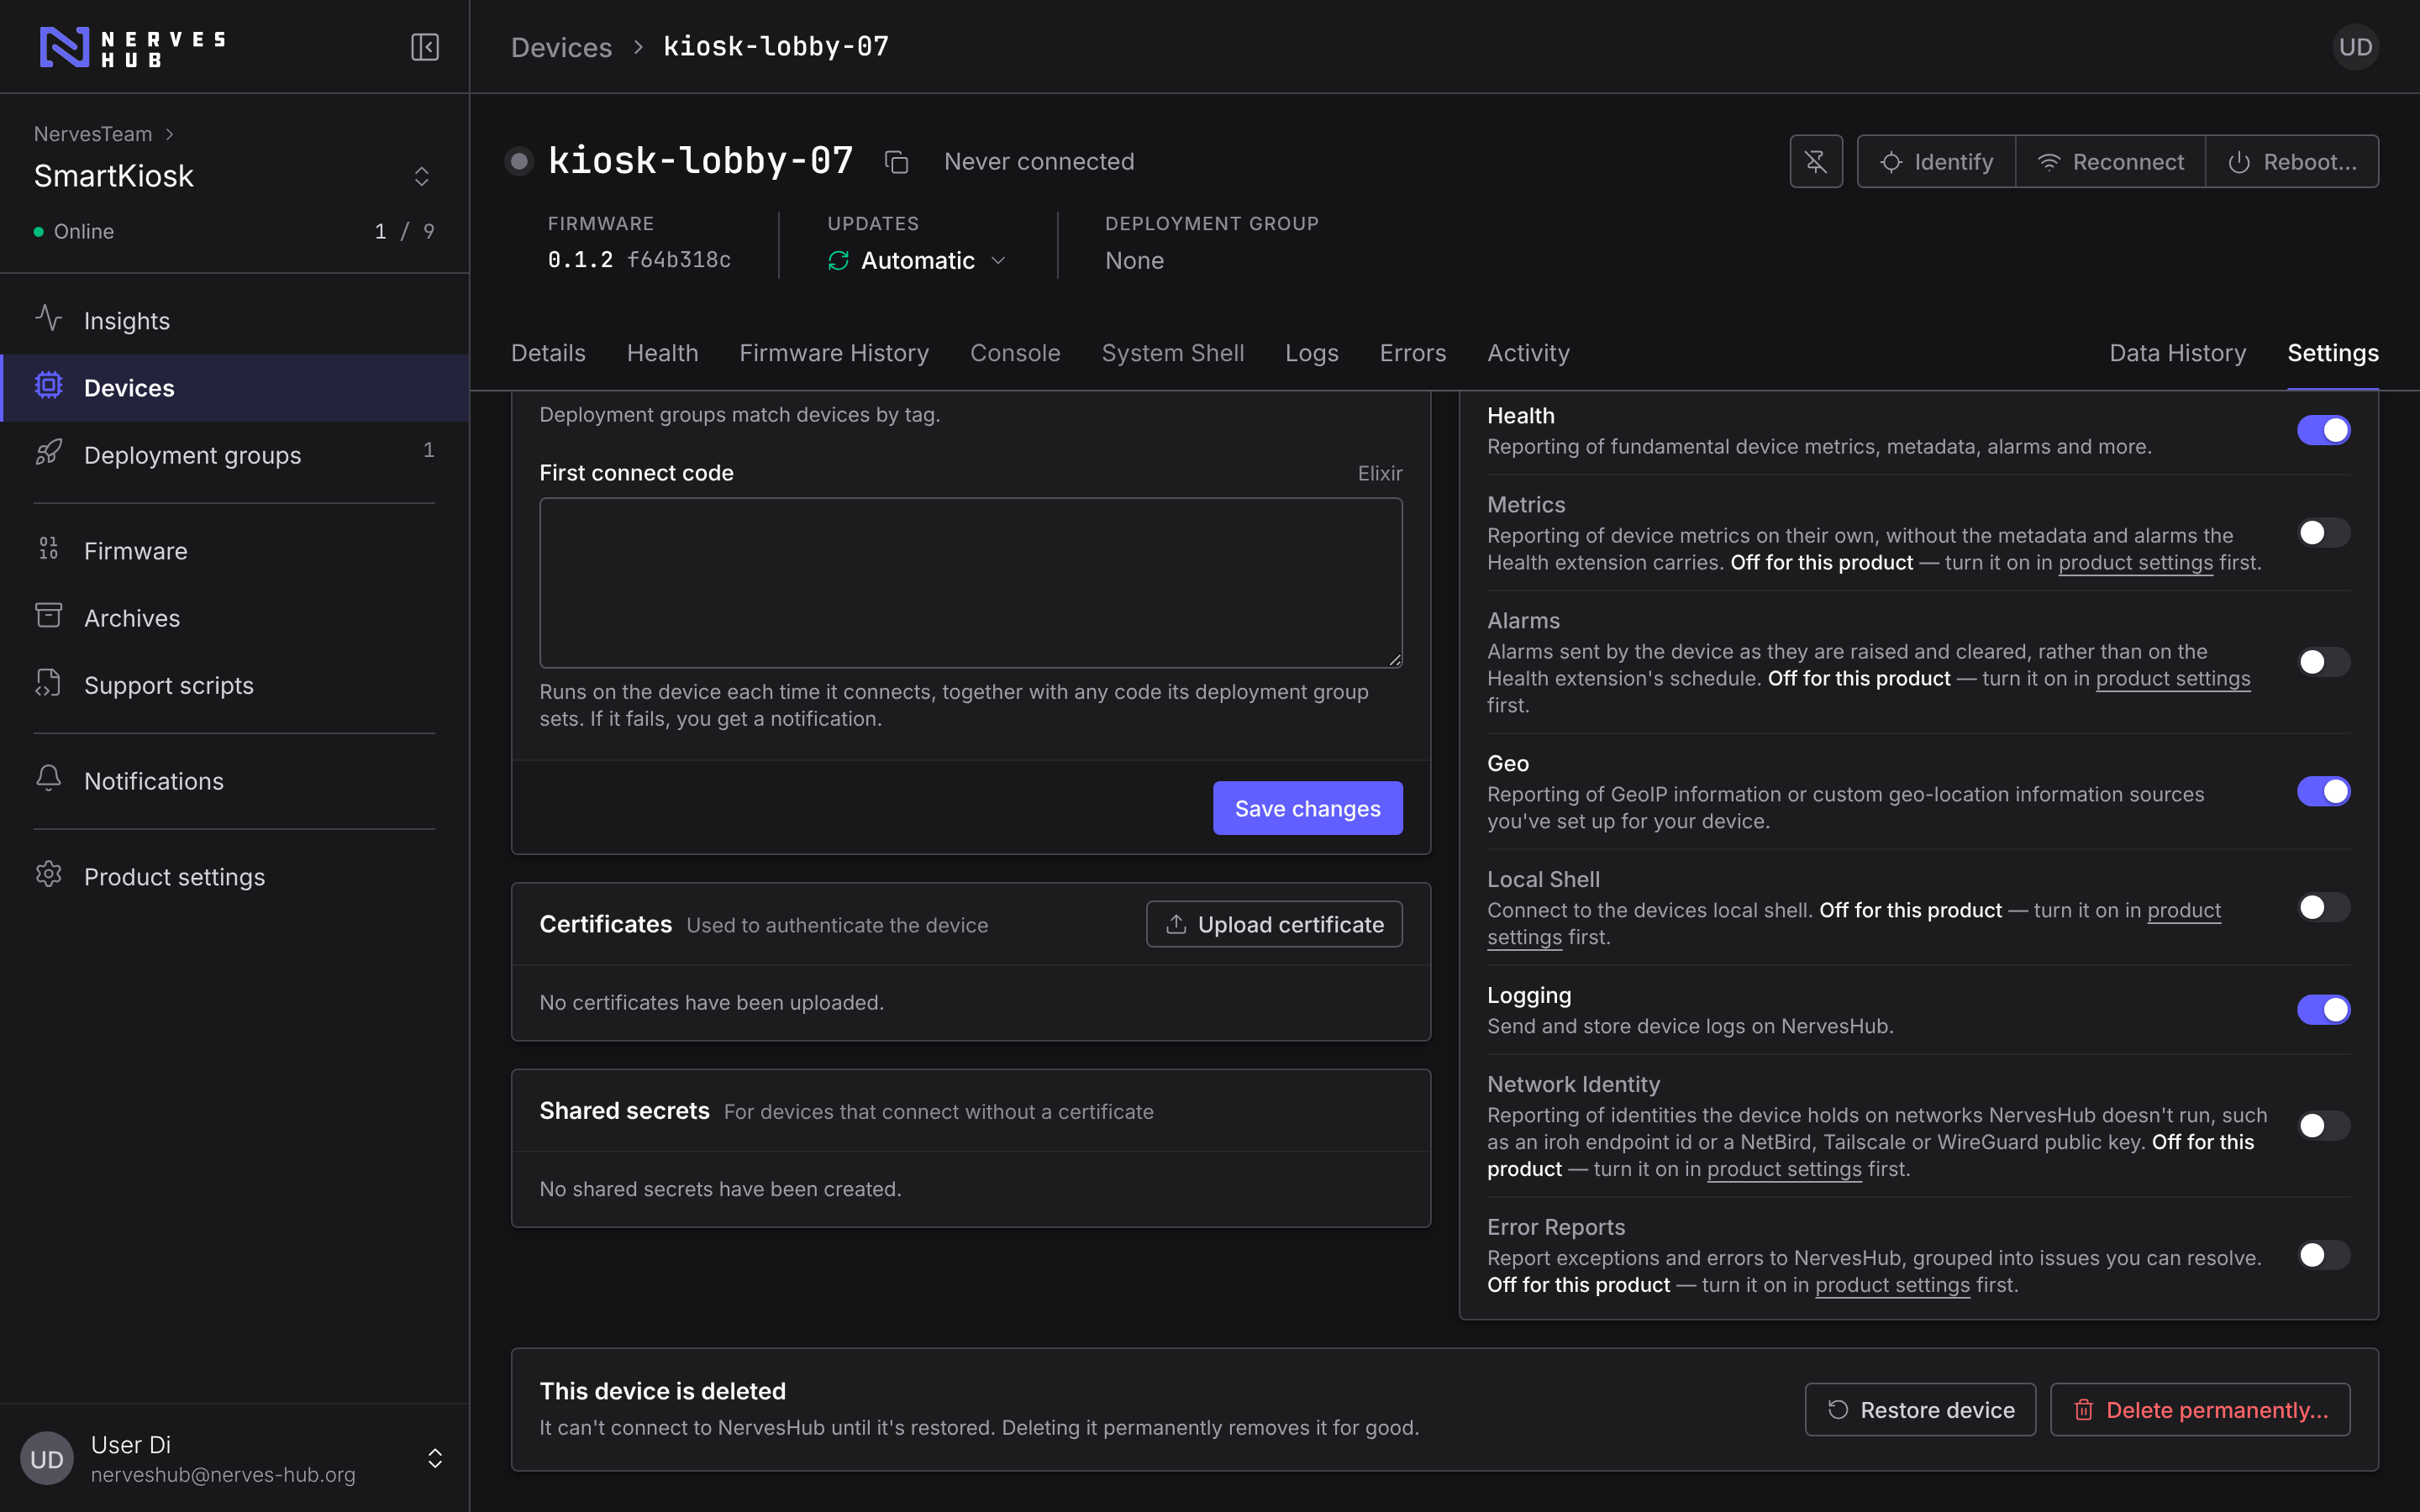 NERVES
HUB
NervesTeam
SmartKiosk
Online
1 / 9
Insights
Devices
Deployment groups
1
Firmware
Archives
Support scripts
Notifications
Product settings
UD
User Di
nerveshub@nerves-hub.org
Devices
kiosk-lobby-07
UD
kiosk-lobby-07
Never connected
Identify
Reconnect
Reboot...
FIRMWARE
0.1.2 f64b318c
UPDATES
Automatic
DEPLOYMENT GROUP
None
Details
Health
Firmware History
Console
System Shell
Logs
Errors
Activity
Data History
Settings
Deployment groups match devices by tag.
First connect code
Elixir
Runs on the device each time it connects, together with any code its deployment group
sets. If it fails, you get a notification.
Save changes
Certificates
Used to authenticate the device
Upload certificate
No certificates have been uploaded.
Shared secrets
For devices that connect without a certificate
No shared secrets have been created.
Health
Reporting of fundamental device metrics, metadata, alarms and more.
Metrics
Reporting of device metrics on their own, without the metadata and alarms the
Health extension carries. Off for this product — turn it on in product settings first.
Alarms
Alarms sent by the device as they are raised and cleared, rather than on the
Health extension's schedule. Off for this product — turn it on in product settings
first.
Geo
Reporting of GeoIP information or custom geo-location information sources
you've set up for your device.
Local Shell
Connect to the devices local shell. Off for this product — turn it on in product
settings first.
Logging
Send and store device logs on NervesHub.
Network Identity
Reporting of identities the device holds on networks NervesHub doesn't run, such
as an iroh endpoint id or a NetBird, Tailscale or WireGuard public key. Off for this
product — turn it on in product settings first.
Error Reports
Report exceptions and errors to NervesHub, grouped into issues you can resolve.
Off for this product — turn it on in product settings first.
This device is deleted
It can't connect to NervesHub until it's restored. Deleting it permanently removes it for good.
Restore device
Delete permanently...